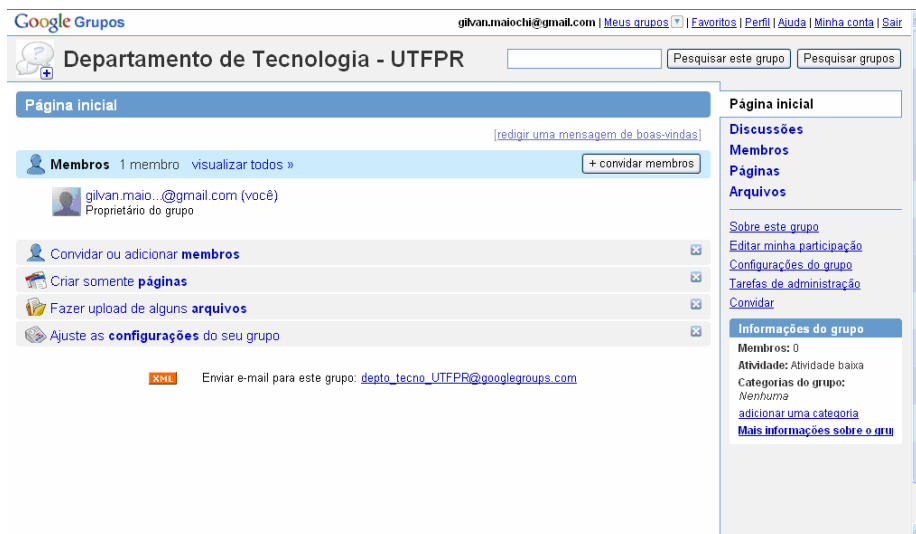 Google Grupos
gilvan.maiochi@gmail.com | Meus grupos | Favoritos | Perfil | Ajuda | Minha conta | Sair
Departamento de Tecnologia - UTFPR
Pesquisar este grupo
Pesquisar grupos
Página inicial
[redigir uma mensagem de boas-vindas]
Membros 1 membro visualizar todos »
+ convidar membros
gilvan.maio...@gmail.com (você)
Proprietário do grupo
Convidar ou adicionar membros
Criar somente páginas
Fazer upload de alguns arquivos
Ajuste as configurações do seu grupo
XML Enviar e-mail para este grupo: depto_tecno_UTFPR@googlegroups.com
Página inicial
Discussões
Membros
Páginas
Arquivos
Sobre este grupo
Editar minha participação
Configurações do grupo
Tarefas de administração
Convidar
Informações do grupo
Membros: 0
Atividade: Atividade baixa
Categorias do grupo:
Nenhuma
adicionar uma categoria
Mais informações sobre o gru